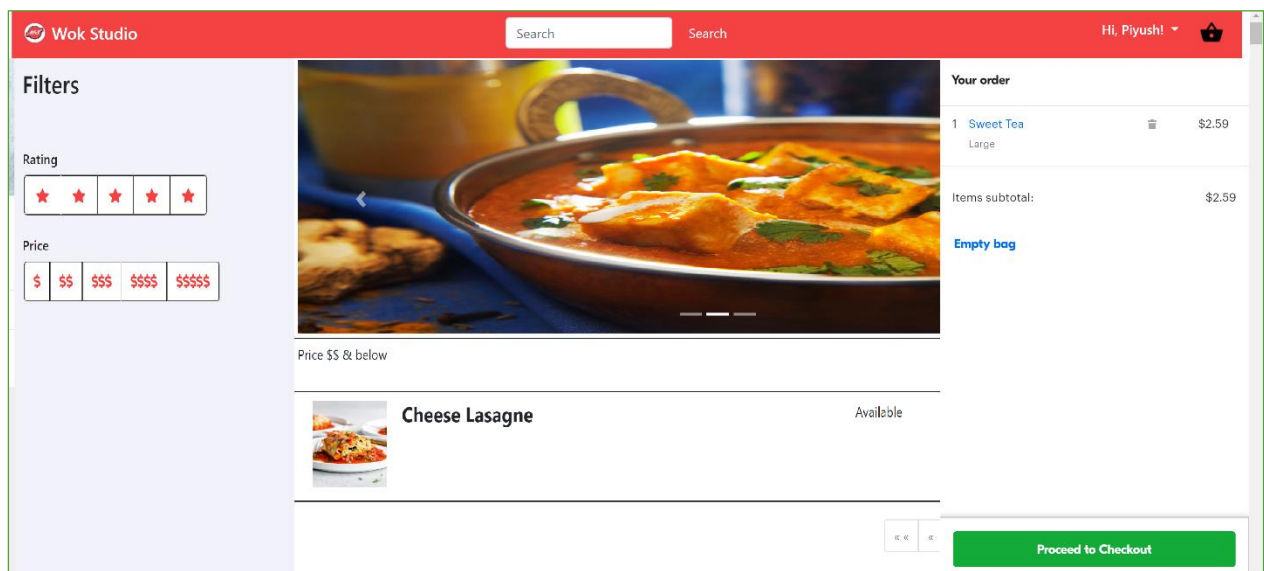 Wok Studio
Search
Search
Hi, Piyush!
Filters
Rating
Price
$
$$
$$$
$$$$
$$$$$
Price $$ & below
Cheese Lasagne
Available
« «
«
Your order
1 Sweet Tea $2.59
Large
Items subtotal: $2.59
Empty bag
Proceed to Checkout